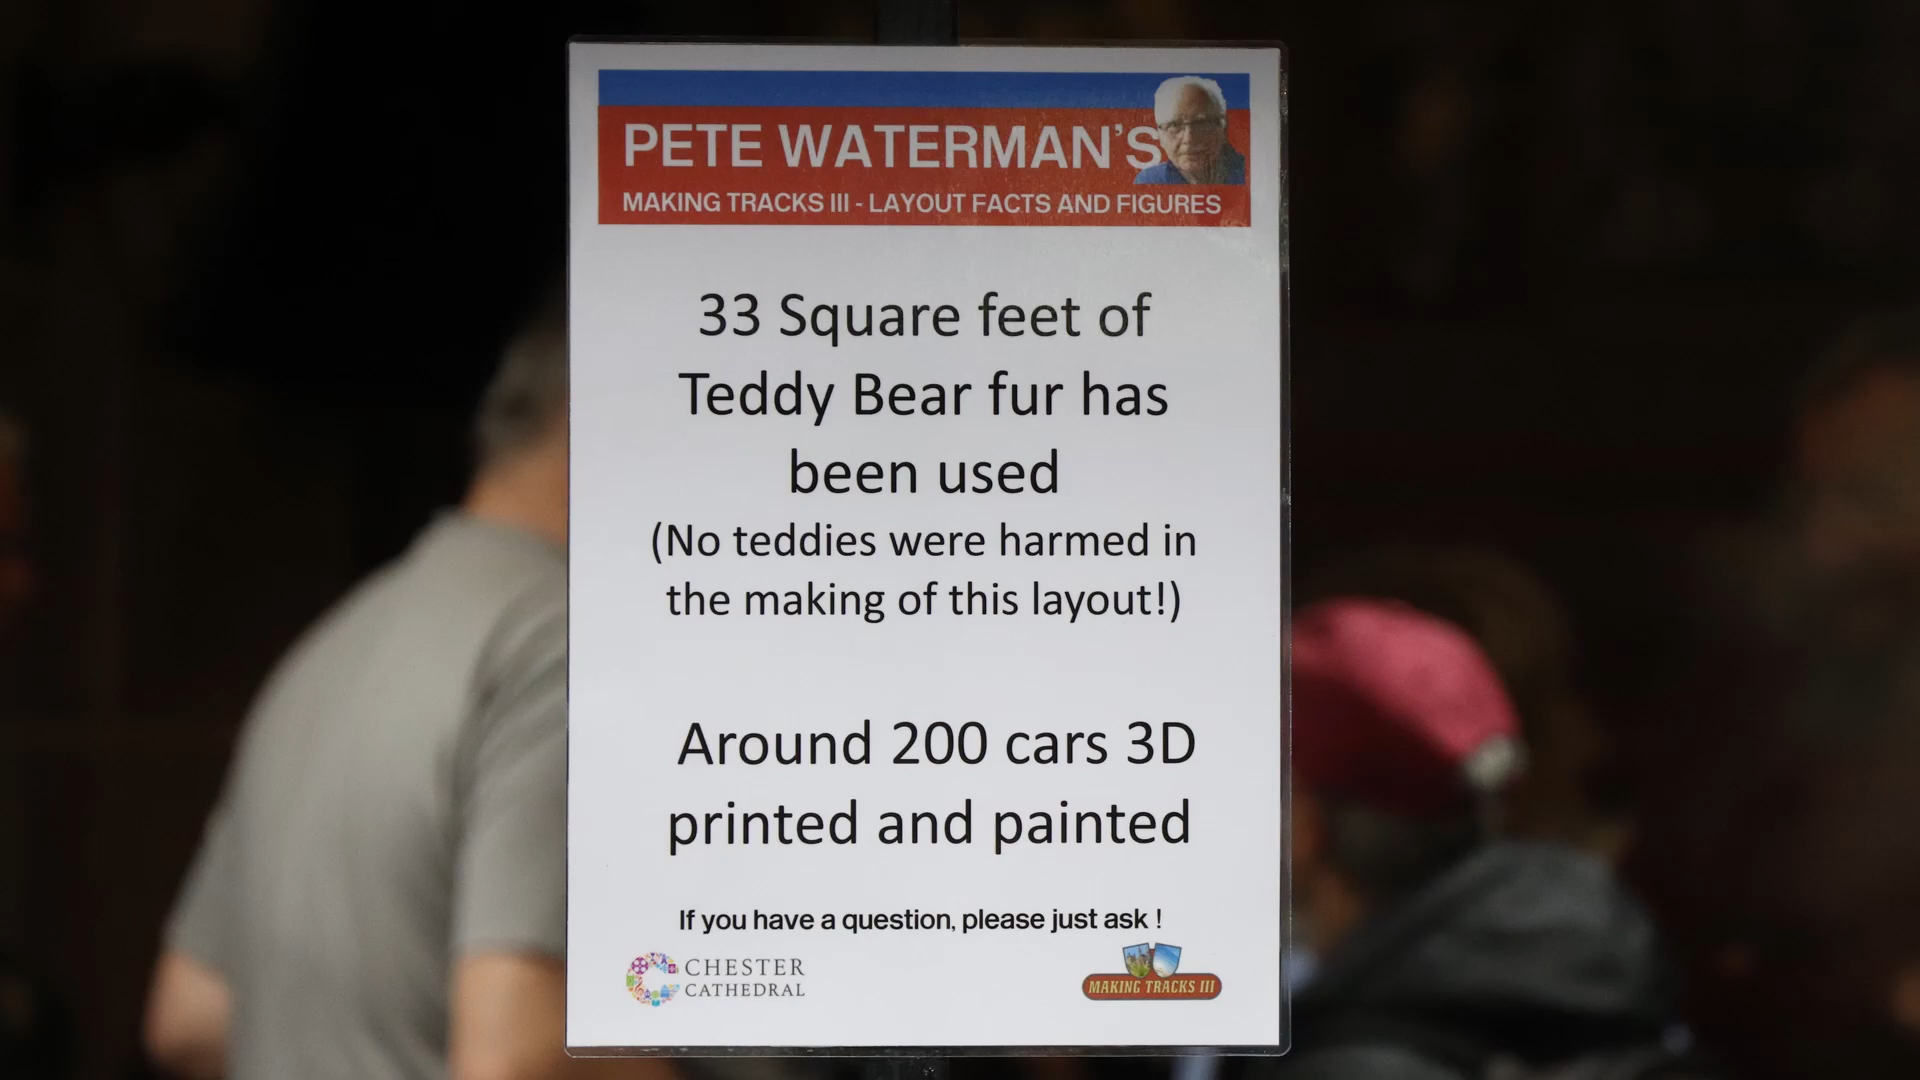 PETE WATERMAN'S
MAKING TRACKS III - LAYOUT FACTS AND FIGURES
33 Square feet of
Teddy Bear fur has
been used
(No teddies were harmed in
the making of this layout!)
Around 200 cars 3D
printed and painted
If you have a question, please just ask !
CHESTER
CATHEDRAL
MAKING TRACKS III